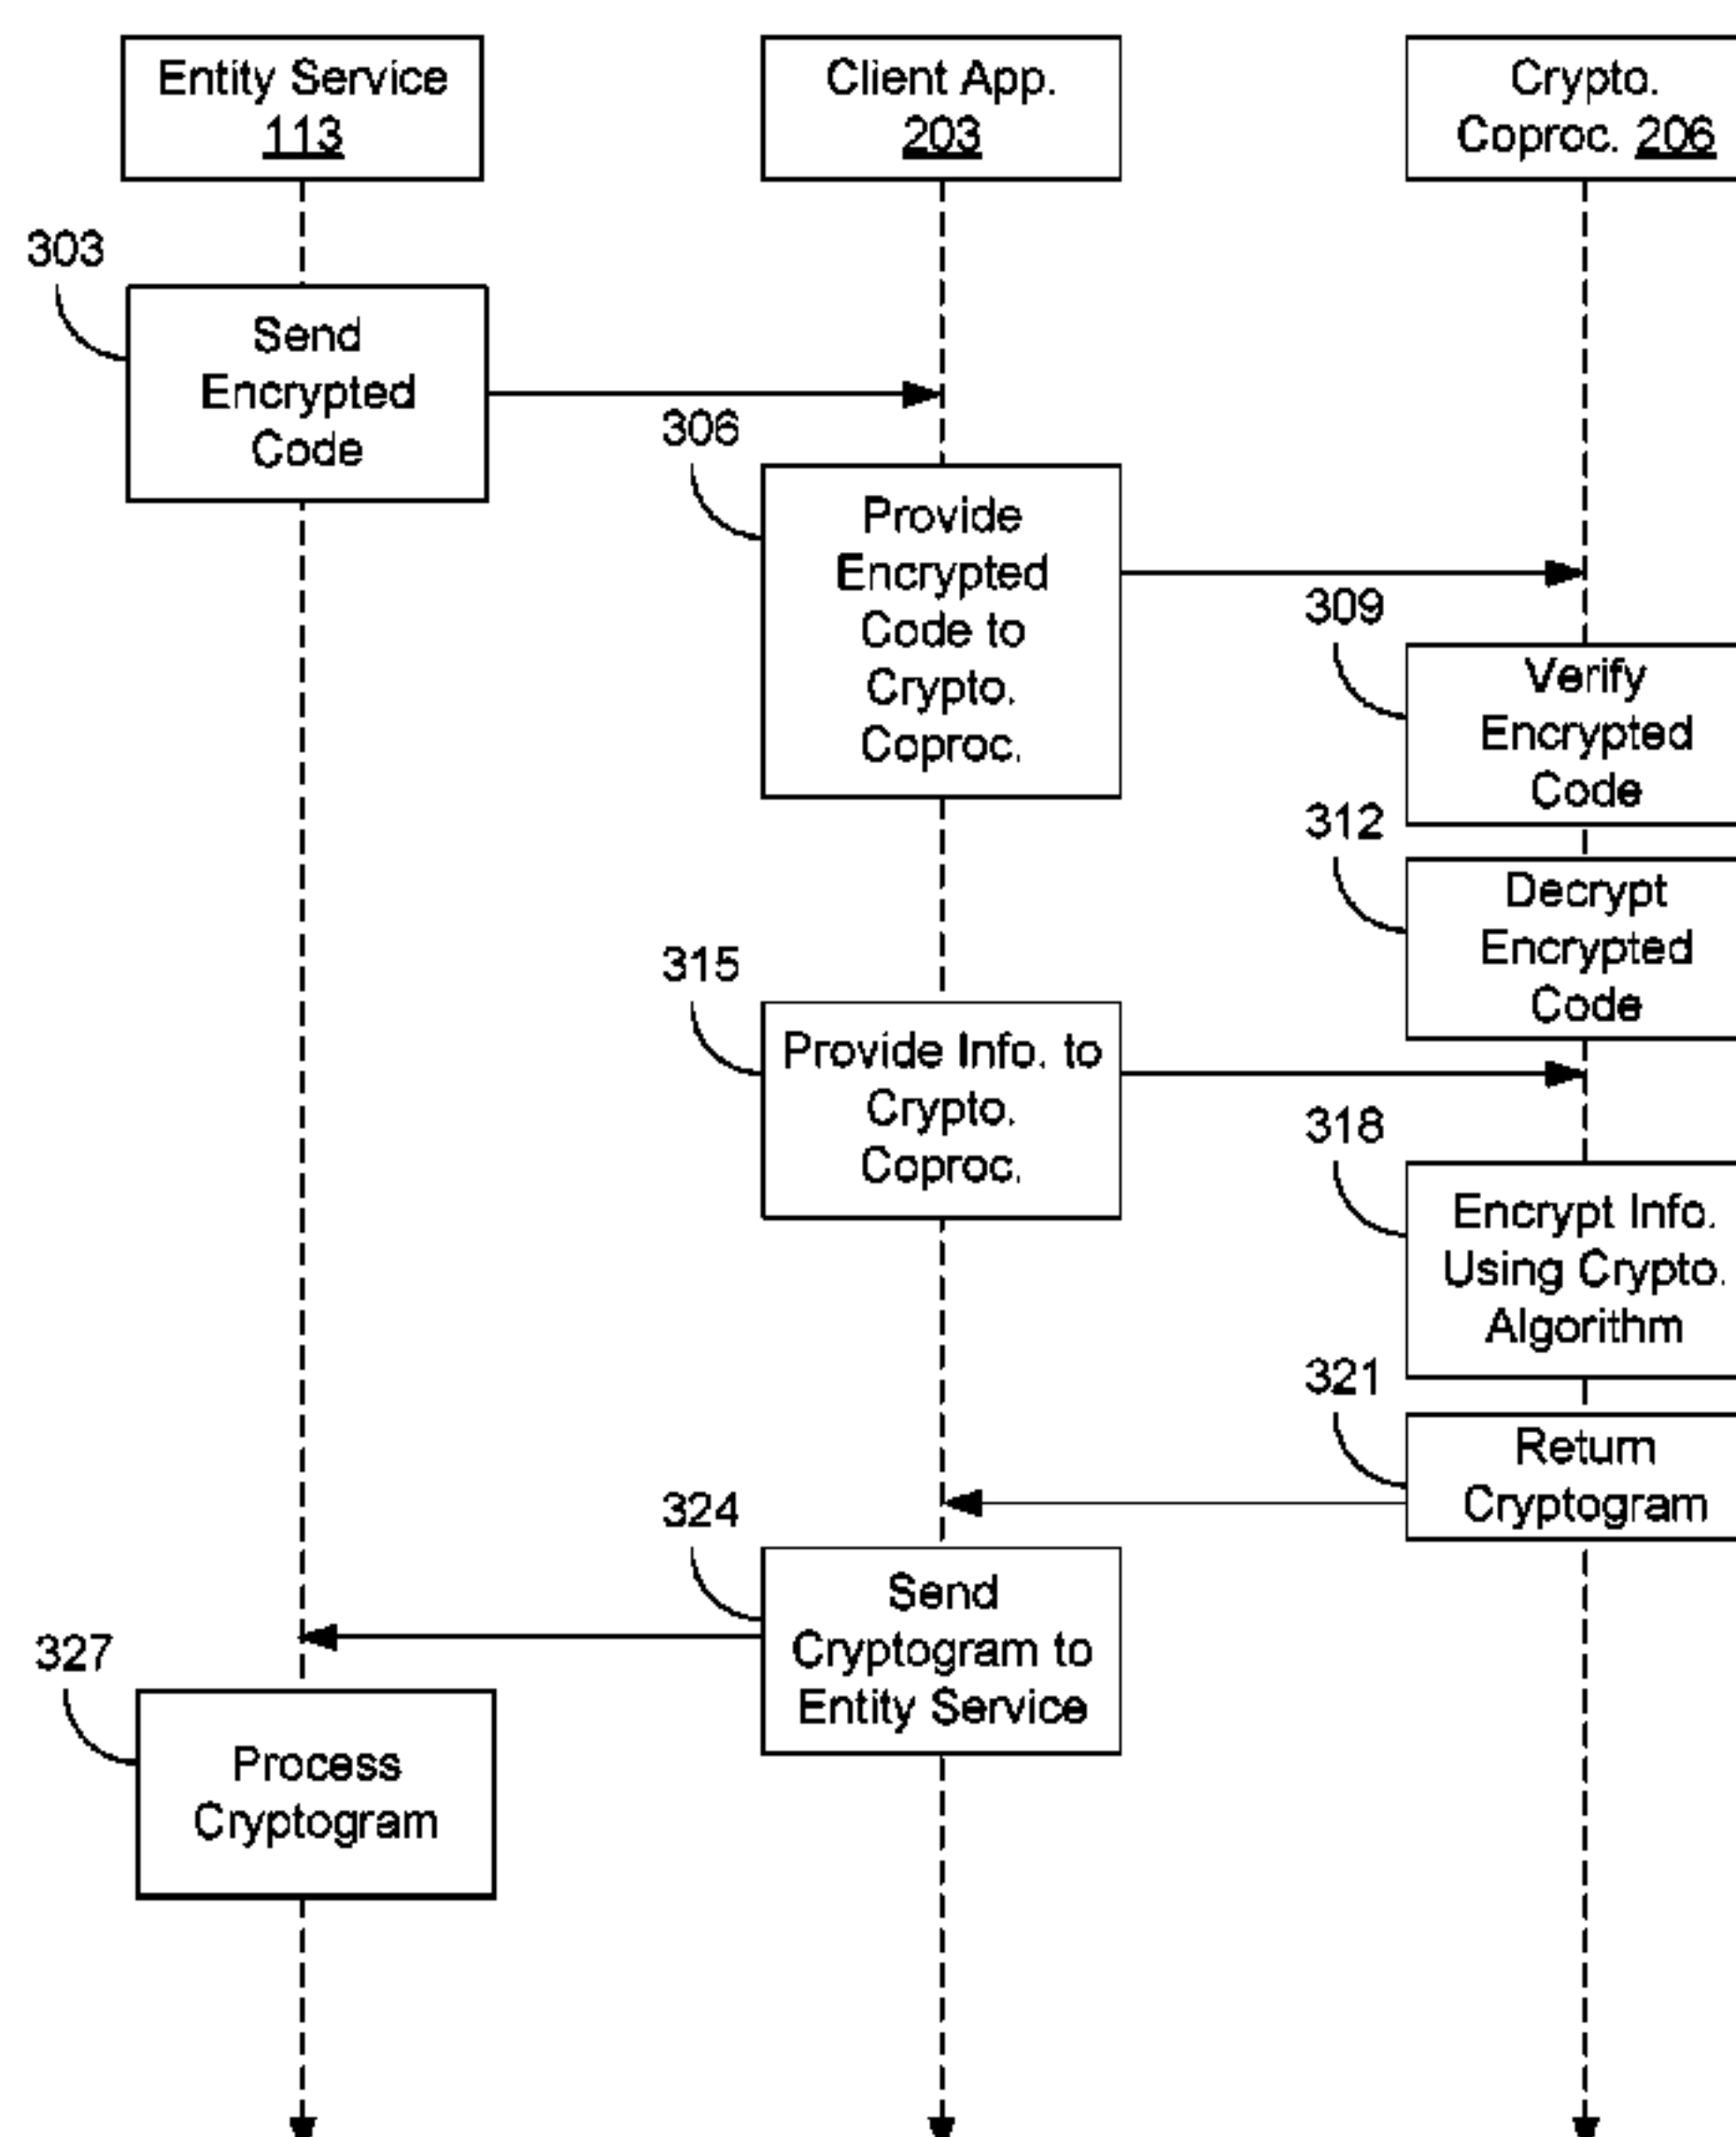 Entity Service
113
Client App.
203
Crypto.
Coproc. 206
303
Send
Encrypted
Code
306
Provide
Encrypted
Code to
Crypto.
Coproc.
309
Verify
Encrypted
Code
312
Decrypt
Encrypted
Code
315
Provide Info. to
Crypto.
Coproc.
318
Encrypt Info.
Using Crypto.
Algorithm
321
Return
Cryptogram
324
Send
Cryptogram to
Entity Service
327
Process
Cryptogram